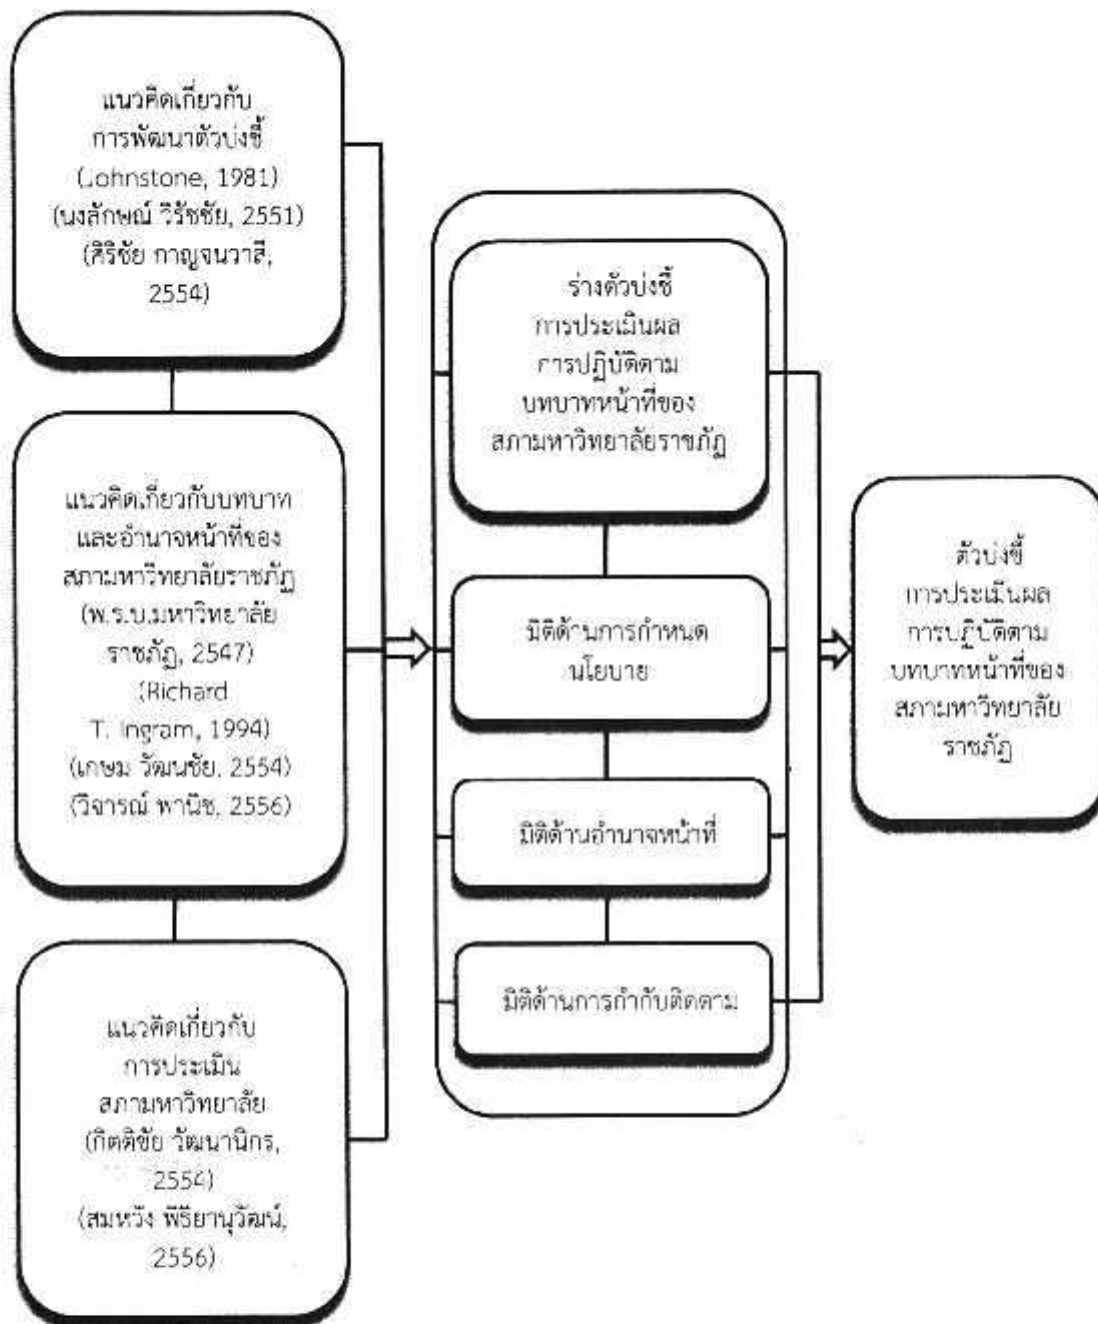 แนวคิดเกี่ยวกับ
การพัฒนาตัวบ่งชี้
(Johnstone, 1981)
(นงลักษณ์ วิรัชชัย, 2551)
(ศิริชัย กาญจนวาสี,
2554)
แนวคิดเกี่ยวกับบทบาท
และอำนาจหน้าที่ของ
สภามหาวิทยาลัยราชภัฏ
(พ.ร.บ.มหาวิทยาลัย
ราชภัฏ, 2547)
(Richard
T. Ingram, 1994)
(เกษม วัฒนชัย, 2554)
(วิจารณ์ พานิช, 2556)
แนวคิดเกี่ยวกับ
การประเมิน
สภามหาวิทยาลัย
(กิตติชัย วัฒนานิกร,
2554)
(สมหวัง พิธิยานุวัฒน์,
2556)
ร่างตัวบ่งชี้
การประเมินผล
การปฏิบัติตาม
บทบาทหน้าที่ของ
สภามหาวิทยาลัยราชภัฏ
มิติด้านการกำหนด
นโยบาย
มิติด้านอำนาจหน้าที่
มิติด้านการกำกับติดตาม
ตัวบ่งชี้
การประเมินผล
การปฏิบัติตาม
บทบาทหน้าที่ของ
สภามหาวิทยาลัย
ราชภัฏ